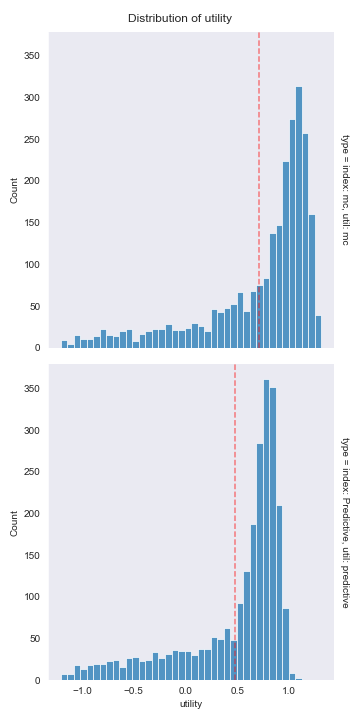 Distribution of utility
350
300
250
200
150
100
50
0
Count
type = index: mc, util: mc
350
300
250
200
150
100
50
0
Count
type = index: Predictive, util: predictive
−1.0 −0.5 0.0 0.5 1.0
utility